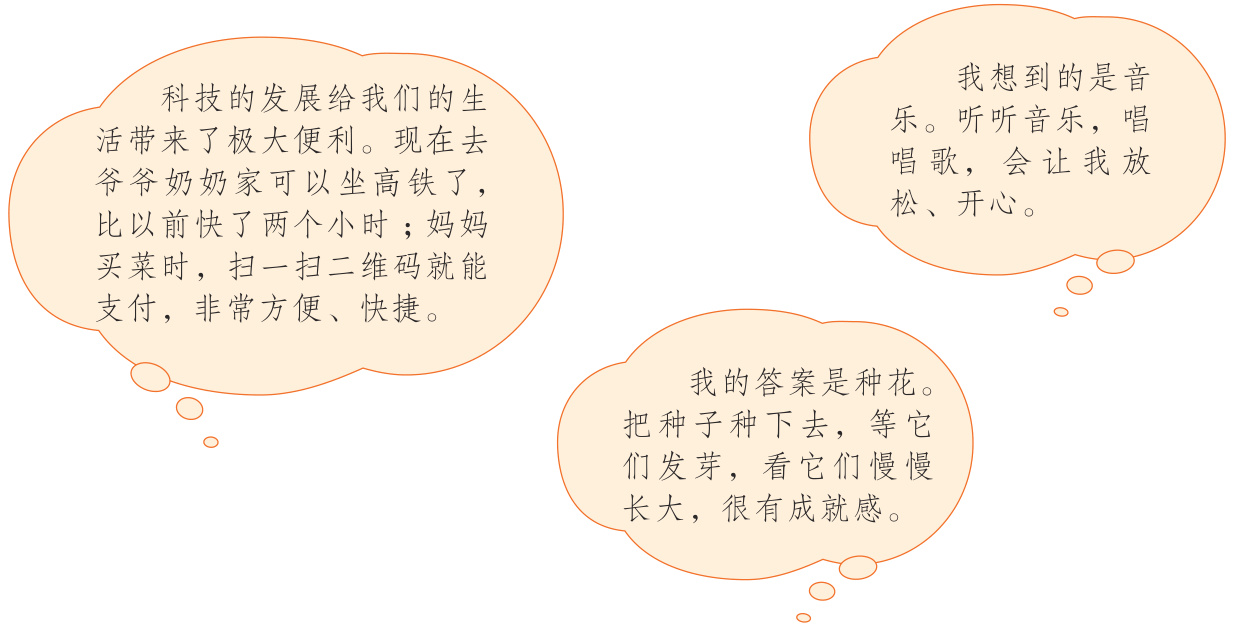 科技的发展给我们的生
活带来了极大便利。现在去
爷爷奶奶家可以坐高铁了，
比以前快了两个小时；妈妈
买菜时，扫一扫二维码就能
支付，非常方便、快捷。
我想到的是音
乐。听听音乐，唱
唱歌，会让我放
松、开心。
我的答案是种花。
把种子种下去，等它
们发芽，看它们慢慢
长大，很有成就感。